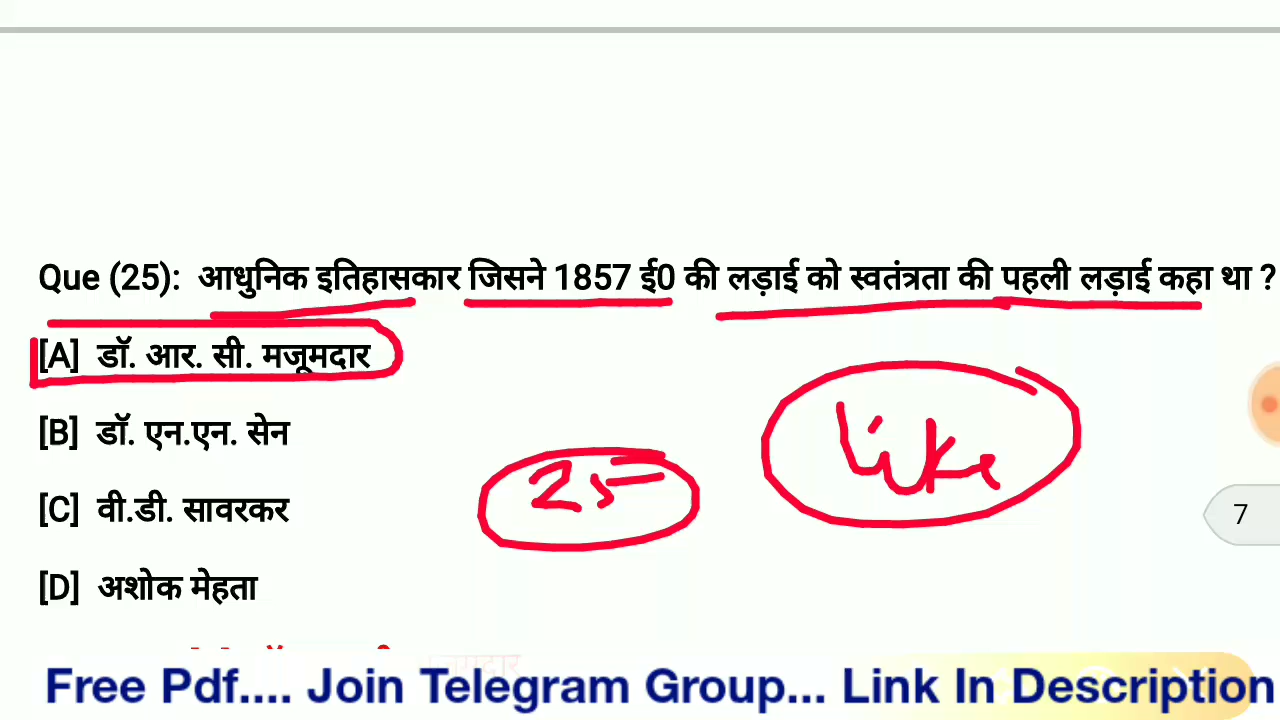 Que (25): आधुनिक इतिहासकार जिसने 1857 ई0 की लड़ाई को स्वतंत्रता की पहली लड़ाई कहा था ?
[A] डॉ. आर. सी. मजूमदार
[B] डॉ. एन.एन. सेन
[C] वी.डी. सावरकर
[D] अशोक मेहता
25
like
7
Free Pdf.... Join Telegram Group... Link In Description